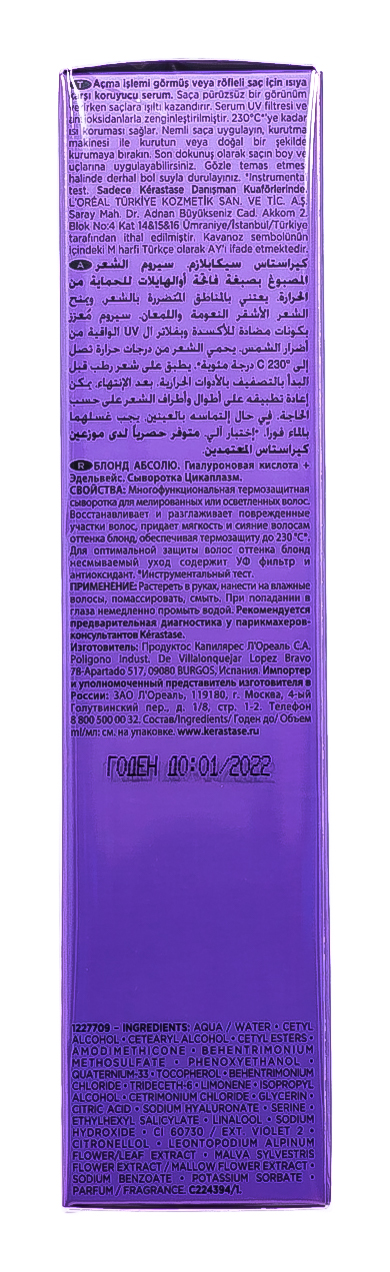 T Açma işlemi görmüş veya röfleli saç için ısıya
karşı koruyucu serum. Saça pürüzsüz bir görünüm
verirken saçlara ışıltı kazandırır. Serum UV filtresi ve
antioksidanlarla zenginleştirilmiştir. 230°C*'ye kadar
ısı koruması sağlar. Nemli saça uygulayın, kurutma
makinesi ile kurutun veya doğal bir şekilde
kurumaya bırakın. Son dokunuş olarak saçın boy ve
uçlarına uygulayabilirsiniz. Gözle temas etmesi
halinde derhal bol suyla durulayınız. *Instrumental
test. Sadece Kérastase Danışman Kuaförlerinde.
L'ORÉAL TÜRKİYE KOZMETİK SAN. VE TİC. A.Ş.
Saray Mah. Dr. Adnan Büyükseniz Cad. Akkom 2.
Blok No:4 Kat 14&15&16 Ümraniye/İstanbul/Türkiye
tarafından ithal edilmiştir. Kavanoz sembolünün
içindeki M harfi Türkçe olarak AY'ı ifade etmektedir.
A كيراستاس سيكابلازم. سيروم الشعر
المصبوغ بصبغة فاتحة أوالهايلات للحماية من
الحرارة. يعتني بالمناطق المتضررة بالشعر. ويمنح
الشعر الأشقر النعومة واللمعان. سيروم مُعزز
بكونات مضادة للأكسدة وبفلاتر ال UV الواقية من
أضرار الشمس. يحمي الشعر من درجات حرارة تصل
إلى 230° C درجة مئوية*. يطبق على شعر رطب قبل
البدأ بالتصفيف بالأدوات الحرارية. بعد الإنتهاء، يمكن
إعادة تطبيقه على أطوال وأطراف الشعر على حسب
الحاجة. في حال إلتماسه بالعينين. يجب غسلهما
بالماء فوراً. *إختبار آلي. متوفر حصرياً لدى موزعين
كيراستاس المعتمدين.
R БЛОНД АБСОЛЮ. Гиалуроновая кислота +
Эдельвейс. Сыворотка Цикаплазм.
СВОЙСТВА: Многофункциональная термозащитная
сыворотка для мелированных или осветленных волос.
Восстанавливает и разглаживает поврежденные
участки волос, придает мягкость и сияние волосам
оттенка блонд, обеспечивая термозащиту до 230 °C*.
Для оптимальной защиты волос оттенка блонд
несмываемый уход содержит УФ фильтр и
антиоксидант. *Инструментальный тест.
ПРИМЕНЕНИЕ: Растереть в руках, нанести на влажные
волосы, помассировать, смыть. При попадании в
глаза немедленно промыть водой. Рекомендуется
предварительная диагностика у парикмахеров-
консультантов Kérastase.
Изготовитель: Продуктос Капилярес Л'Ореаль С.А.
Poligono Indust. De Villalonquejar Lopez Bravo
78-Apartado 517, 09080 BURGOS, Испания. Импортер
и уполномоченный представитель изготовителя в
России: ЗАО Л'Ореаль, 119180, г. Москва, 4-ый
Голутвинский пер., д. 1/8, стр. 1-2. Телефон
8 800 500 00 32. Состав/Ingredients/ Годен до/ Объем
ml/мл: см. на упаковке. www.kerastase.ru
ГОДЕН ДО:01/2022
1227709 - INGREDIENTS: AQUA / WATER • CETYL
ALCOHOL • CETEARYL ALCOHOL • CETYL ESTERS •
AMODIMETHICONE • BEHENTRIMONIUM
METHOSULFATE • PHENOXYETHANOL •
QUATERNIUM-33 • TOCOPHEROL • BEHENTRIMONIUM
CHLORIDE • TRIDECETH-6 • LIMONENE • ISOPROPYL
ALCOHOL • CETRIMONIUM CHLORIDE • GLYCERIN •
CITRIC ACID • SODIUM HYALURONATE • SERINE •
ETHYLHEXYL SALICYLATE • LINALOOL • SODIUM
HYDROXIDE • CI 60730 / EXT. VIOLET 2 •
CITRONELLOL • LEONTOPODIUM ALPINUM
FLOWER/LEAF EXTRACT • MALVA SYLVESTRIS
FLOWER EXTRACT / MALLOW FLOWER EXTRACT •
SODIUM BENZOATE • POTASSIUM SORBATE •
PARFUM / FRAGRANCE. C224394/1.